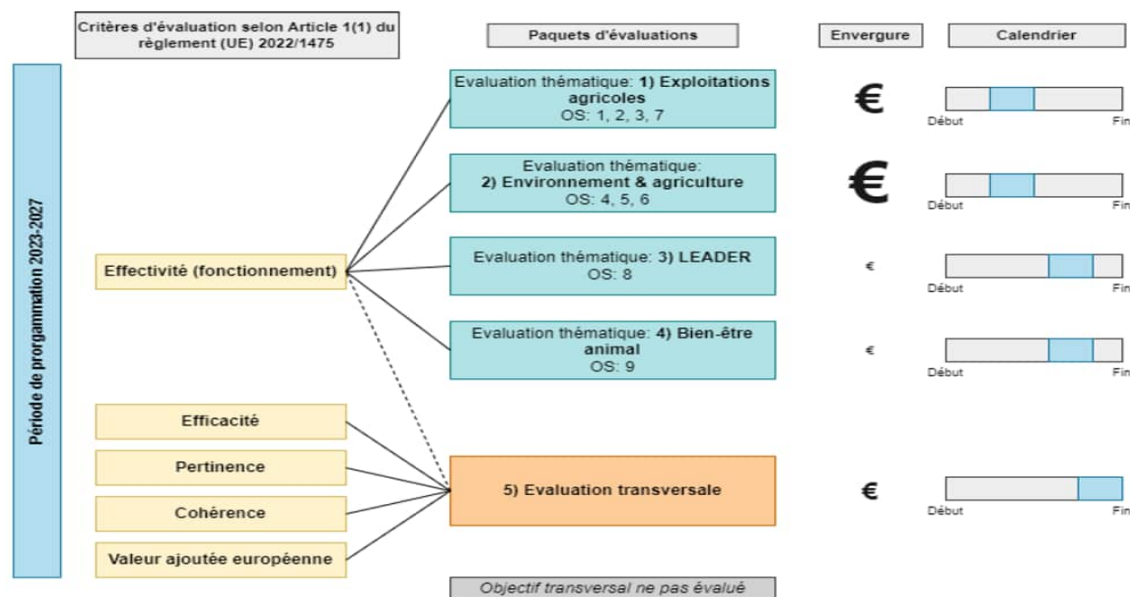 Critères d'évaluation selon Article 1(1) du
règlement (UE) 2022/1475
Paquets d'évaluations
Envergure
Calendrier
Période de prorgammation 2023-2027
Evaluation thématique: 1) Exploitations
agricoles
OS: 1, 2, 3, 7
€
Début
Fin
Evaluation thématique:
2) Environnement & agriculture
OS: 4, 5, 6
€
Début
Fin
Effectivité (fonctionnement)
Evaluation thématique: 3) LEADER
OS: 8
€
Début
Fin
Evaluation thématique: 4) Bien-être
animal
OS: 9
€
Début
Fin
Efficacité
Pertinence
Cohérence
Valeur ajoutée européenne
5) Evaluation transversale
€
Début
Fin
Objectif transversal ne pas évalué